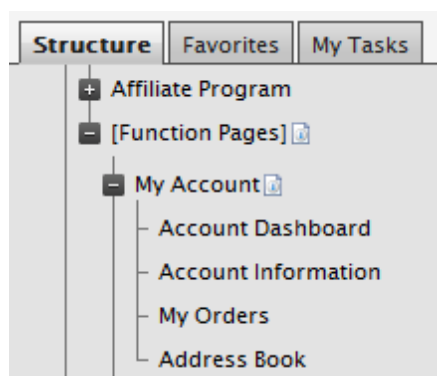 Structure Favorites My Tasks
Affiliate Program
[Function Pages]
My Account
Account Dashboard
Account Information
My Orders
Address Book